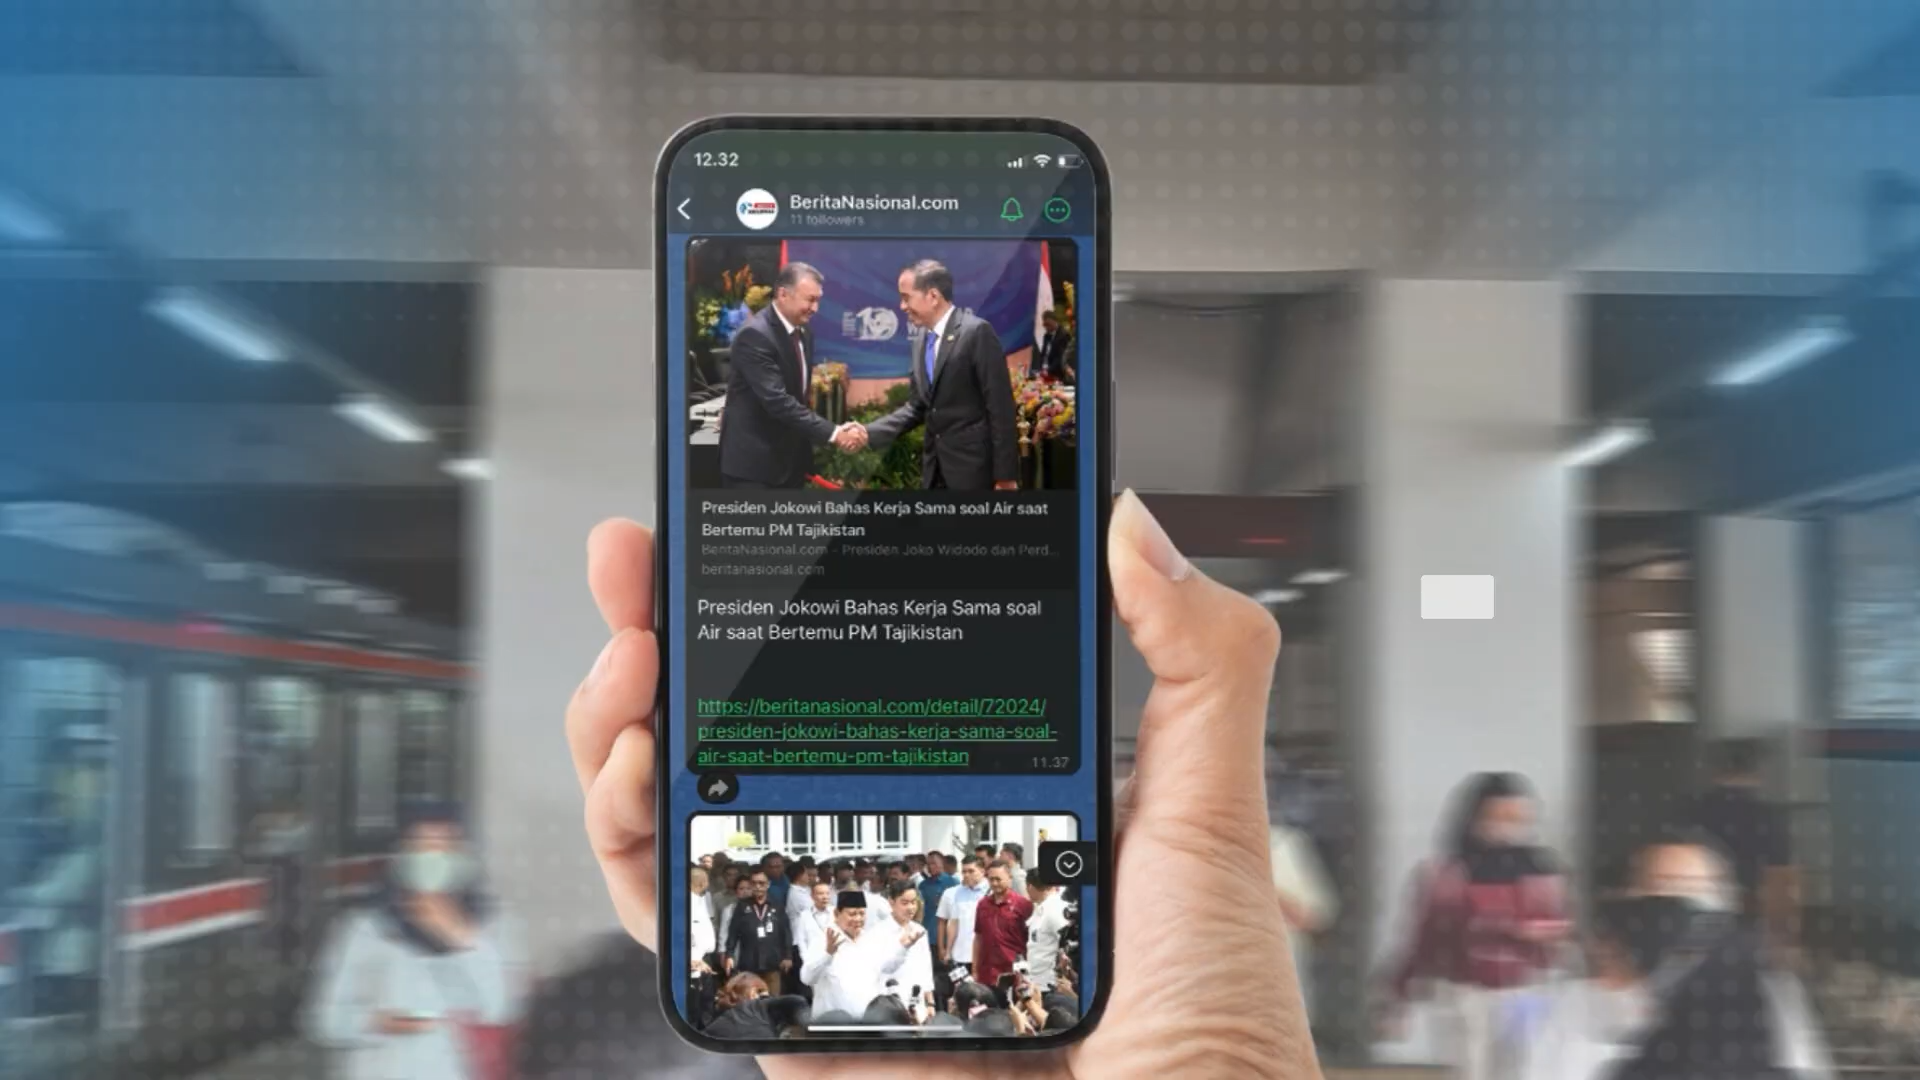 12.32
BeritaNasional.com
11 followers
10
Presiden Jokowi Bahas Kerja Sama soal Air saat
Bertemu PM Tajikistan
BeritaNasional.com - Presiden Joko Widodo dan Perd...
beritanasional.com
Presiden Jokowi Bahas Kerja Sama soal
Air saat Bertemu PM Tajikistan
https://beritanasional.com/detail/72024/
presiden-jokowi-bahas-kerja-sama-soal-
air-saat-bertemu-pm-tajikistan
11.37